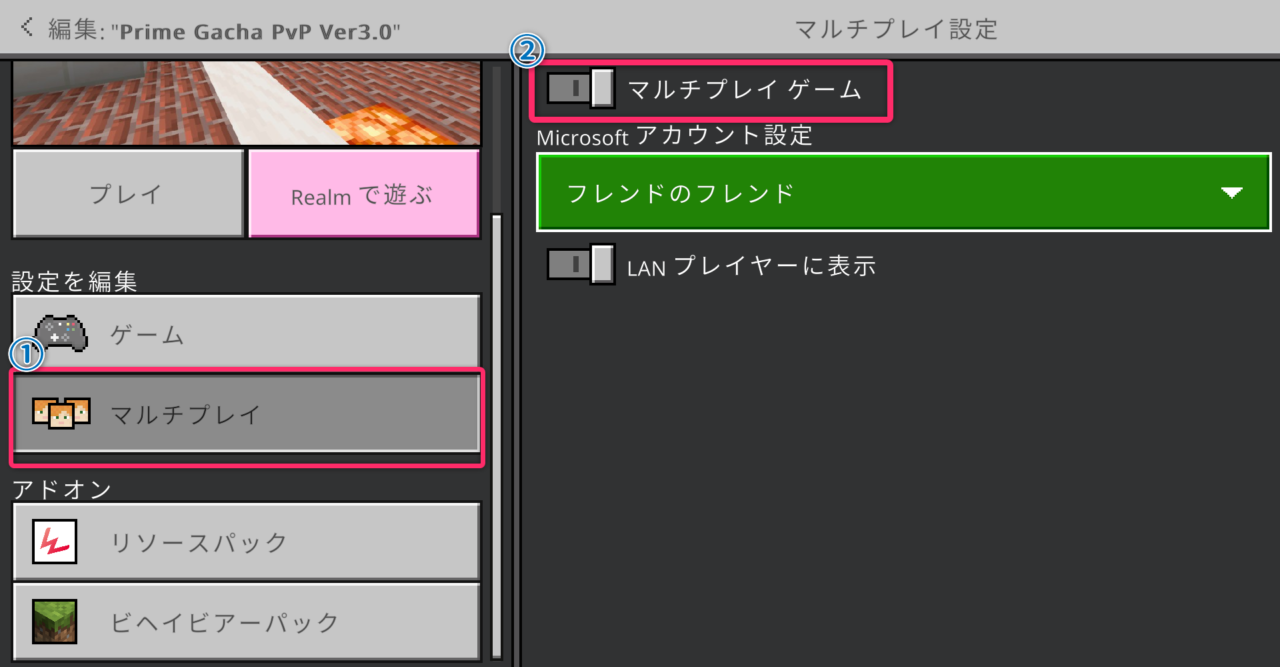 編集: "Prime Gacha PvP Ver3.0"
マルチプレイ設定
プレイ
Realm で遊ぶ
設定を編集
ゲーム
①
マルチプレイ
アドオン
リソースパック
ビヘイビアーパック
②
マルチプレイ ゲーム
Microsoft アカウント設定
フレンドのフレンド
LAN プレイヤーに表示